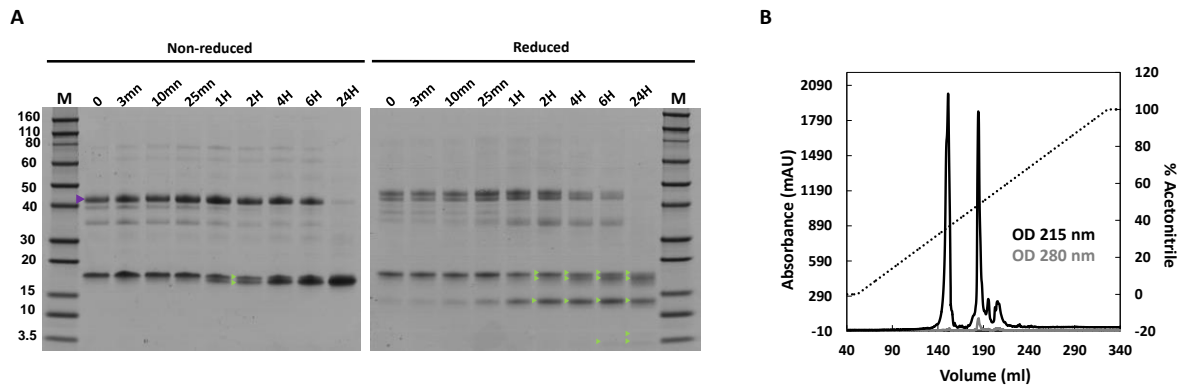 A
Non-reduced
Reduced
M 0 3mn 10mn 25mn 1H 2H 4H 6H 24H
0 3mn 10mn 25mn 1H 2H 4H 6H 24H M
160
110
80
60
50
40
30
20
15
10
3.5
B
Absorbance (mAU)
2090
1790
1490
1190
890
590
290
-10
120
100
80
60
40
20
0
-20
% Acetonitrile
OD 215 nm
OD 280 nm
40 90 140 190 240 290 340
Volume (ml)